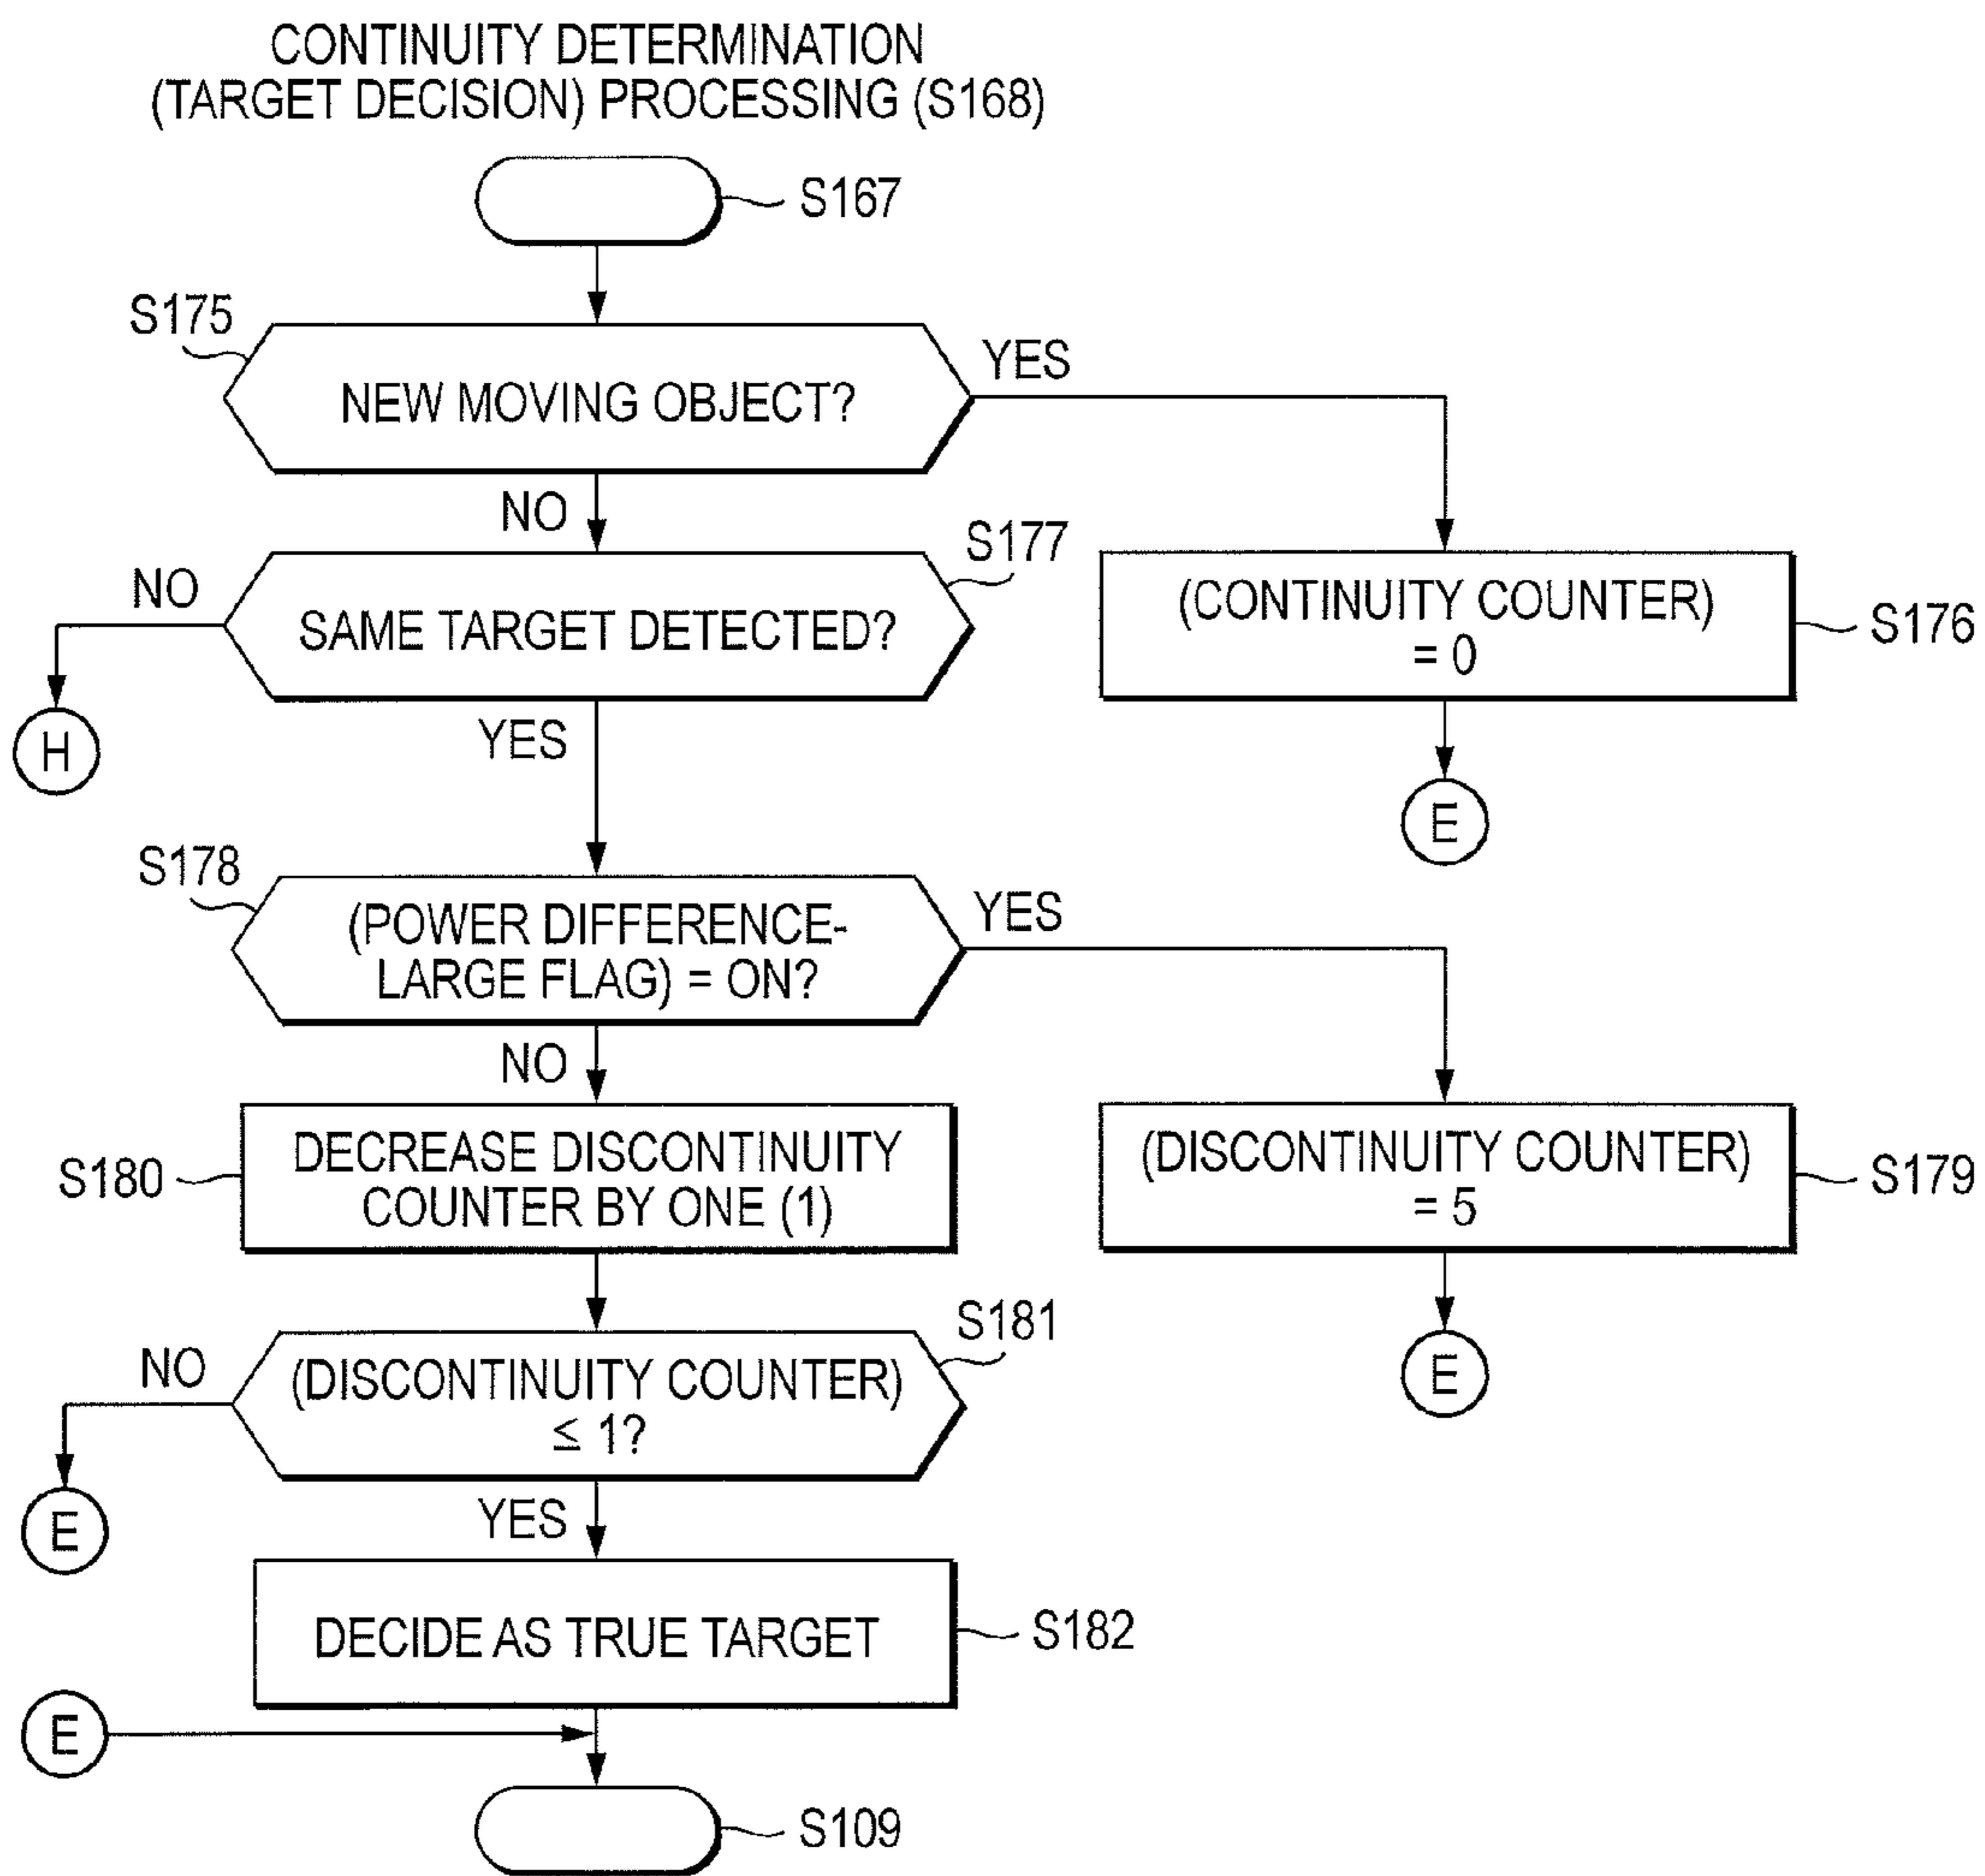 CONTINUITY DETERMINATION
(TARGET DECISION) PROCESSING (S168)
S167
S175
YES
NEW MOVING OBJECT?
NO
S177
NO
SAME TARGET DETECTED?
(CONTINUITY COUNTER)
= 0
S176
H
YES
E
S178
YES
(POWER DIFFERENCE-
LARGE FLAG) = ON?
NO
S180
DECREASE DISCONTINUITY
COUNTER BY ONE (1)
(DISCONTINUITY COUNTER)
= 5
S179
S181
NO
(DISCONTINUITY COUNTER)
≤ 1?
E
E
YES
DECIDE AS TRUE TARGET
S182
E
S109